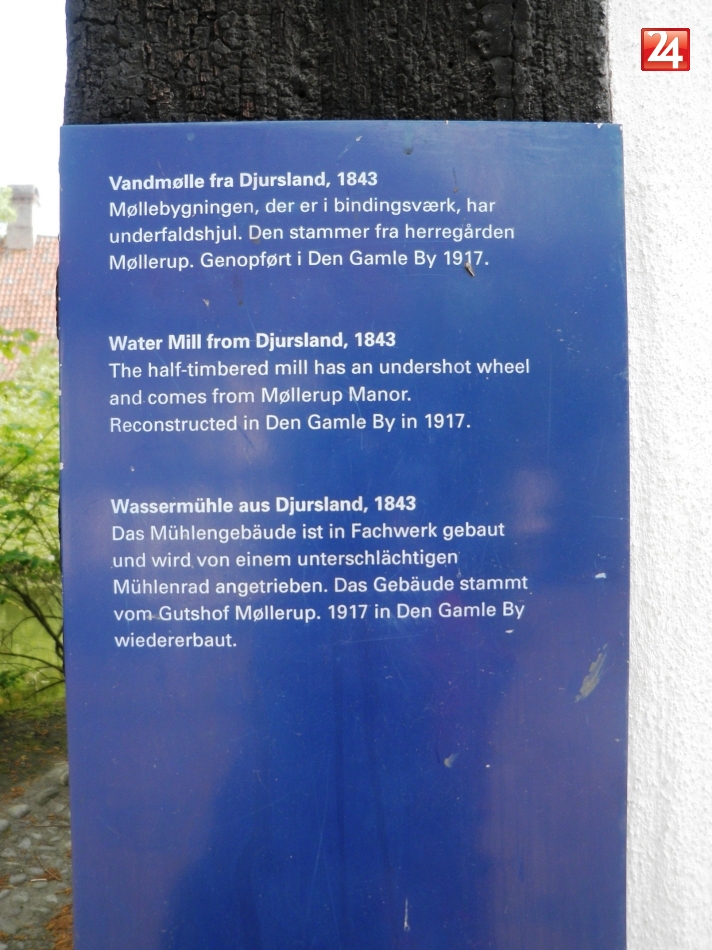 24
Vandmølle fra Djursland, 1843
Møllebygningen, der er i bindingsværk, har
underfaldshjul. Den stammer fra herregården
Møllerup. Genopført i Den Gamle By 1917.
Water Mill from Djursland, 1843
The half-timbered mill has an undershot wheel
and comes from Møllerup Manor.
Reconstructed in Den Gamle By in 1917.
Wassermühle aus Djursland, 1843
Das Mühlengebäude ist in Fachwerk gebaut
und wird von einem unterschlächtigen
Mühlenrad angetrieben. Das Gebäude stammt
vom Gutshof Møllerup. 1917 in Den Gamle By
wiedererbaut.